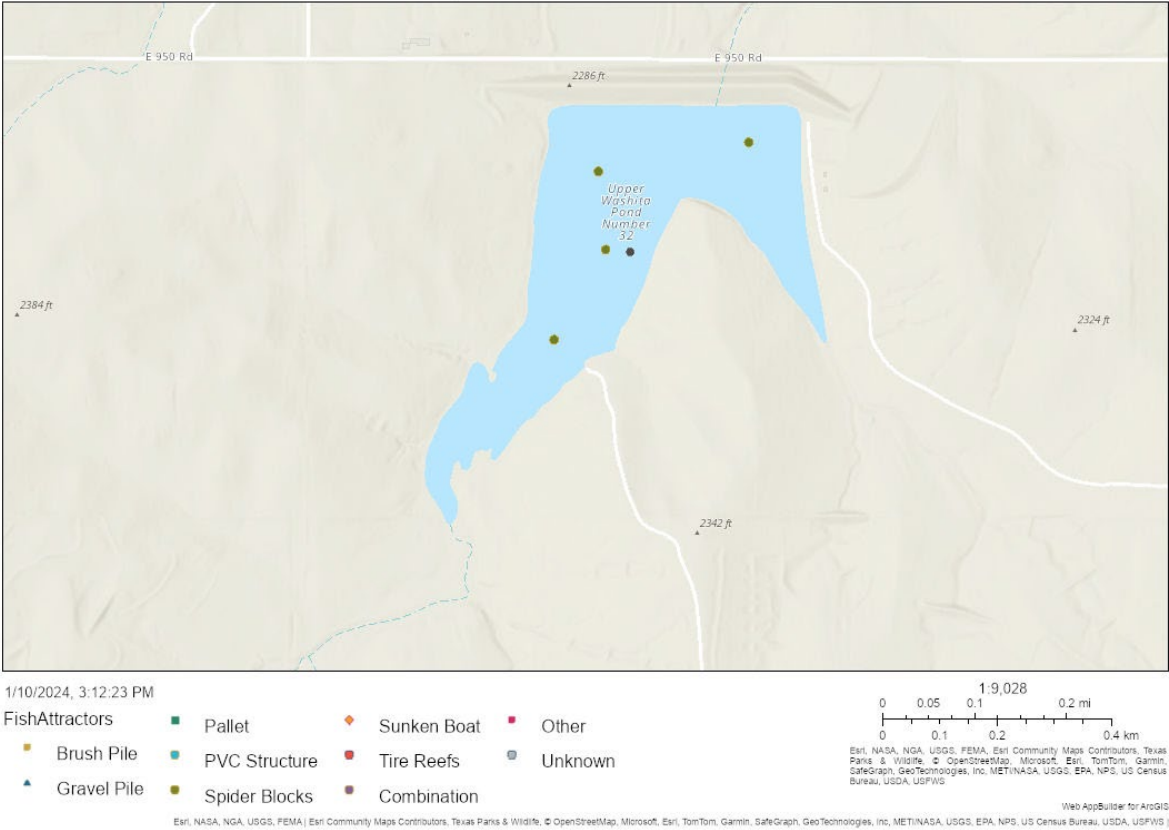 E 950 Rd
E 950 Rd
2286 ft
Upper
Washita
Pond
Number
32
2384 ft
2324 ft
2342 ft
1/10/2024, 3:12:23 PM
FishAttractors
Brush Pile
Gravel Pile
Pallet
PVC Structure
Spider Blocks
Sunken Boat
Tire Reefs
Combination
Other
Unknown
1:9,028
0 0.05 0.1 0.2 mi
0 0.1 0.2 0.4 km
Esri, NASA, NGA, USGS, FEMA, Esri Community Maps Contributors, Texas
Parks & Wildlife, © OpenStreetMap, Microsoft, Esri, TomTom, Garmin,
SafeGraph, GeoTechnologies, Inc, METI/NASA, USGS, EPA, NPS, US Census
Bureau, USDA, USFWS
Web AppBuilder for ArcGIS
Esri, NASA, NGA, USGS, FEMA | Esri Community Maps Contributors, Texas Parks & Wildlife, © OpenStreetMap, Microsoft, Esri, TomTom, Garmin, SafeGraph, GeoTechnologies, Inc, METI/NASA, USGS, EPA, NPS, US Census Bureau, USDA, USFWS |